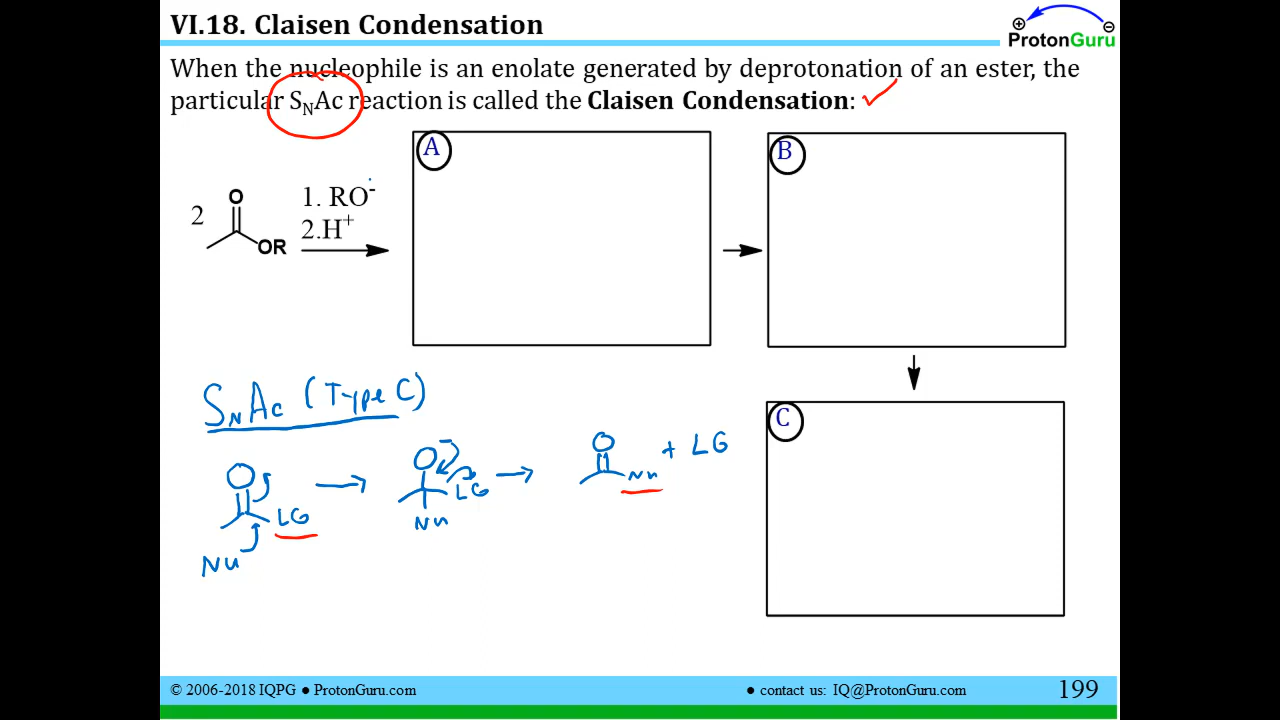 VI.18. Claisen Condensation
ProtonGuru
When the nucleophile is an enolate generated by deprotonation of an ester, the
particular SNAc reaction is called the Claisen Condensation:
A
B
2
O
OR
1. RO-
2.H+
SNAc (Type C)
C
O
LG
Nu
O-
LG
Nu
O
Nu + LG
© 2006-2018 IQPG ● ProtonGuru.com
● contact us: IQ@ProtonGuru.com
199